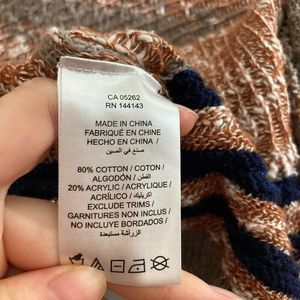 CA 05262
RN 144143
MADE IN CHINA
FABRIQUÉ EN CHINE
HECHO EN CHINA
صنع في الصين
80% COTTON / COTON /
ALGODÓN / القطن
20% ACRYLIC / ACRYLIQUE
ACRÍLICO / أكريليك
EXCLUDE TRIMS /
GARNITURES NON INCLUS /
NO INCLUYE BORDADOS /
الزركشة مستبعدة